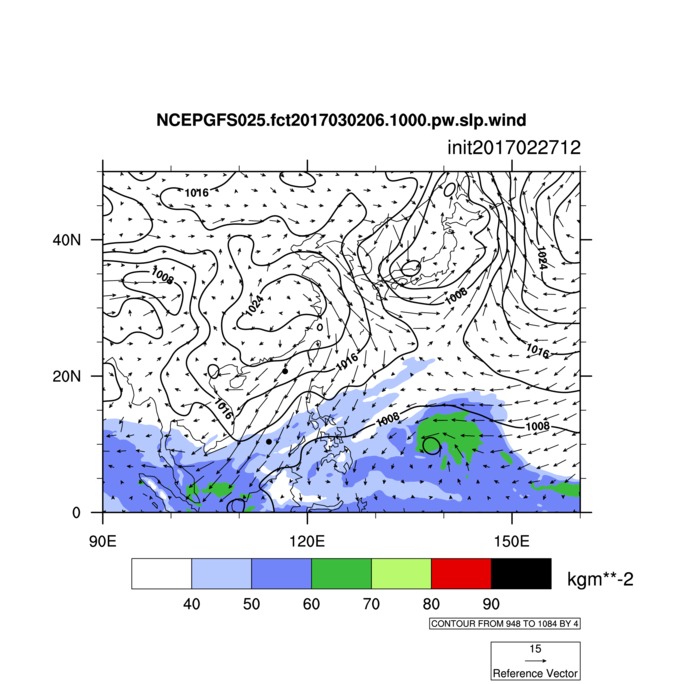 NCEPGFS025.fct2017030206.1000.pw.slp.wind
init2017022712
1016
40N
1008
1024
1024
1008
1016
1016
20N
1016
1008
1008
0
90E
120E
150E
40 50 60 70 80 90
kgm**-2
CONTOUR FROM 948 TO 1084 BY 4
15
Reference Vector